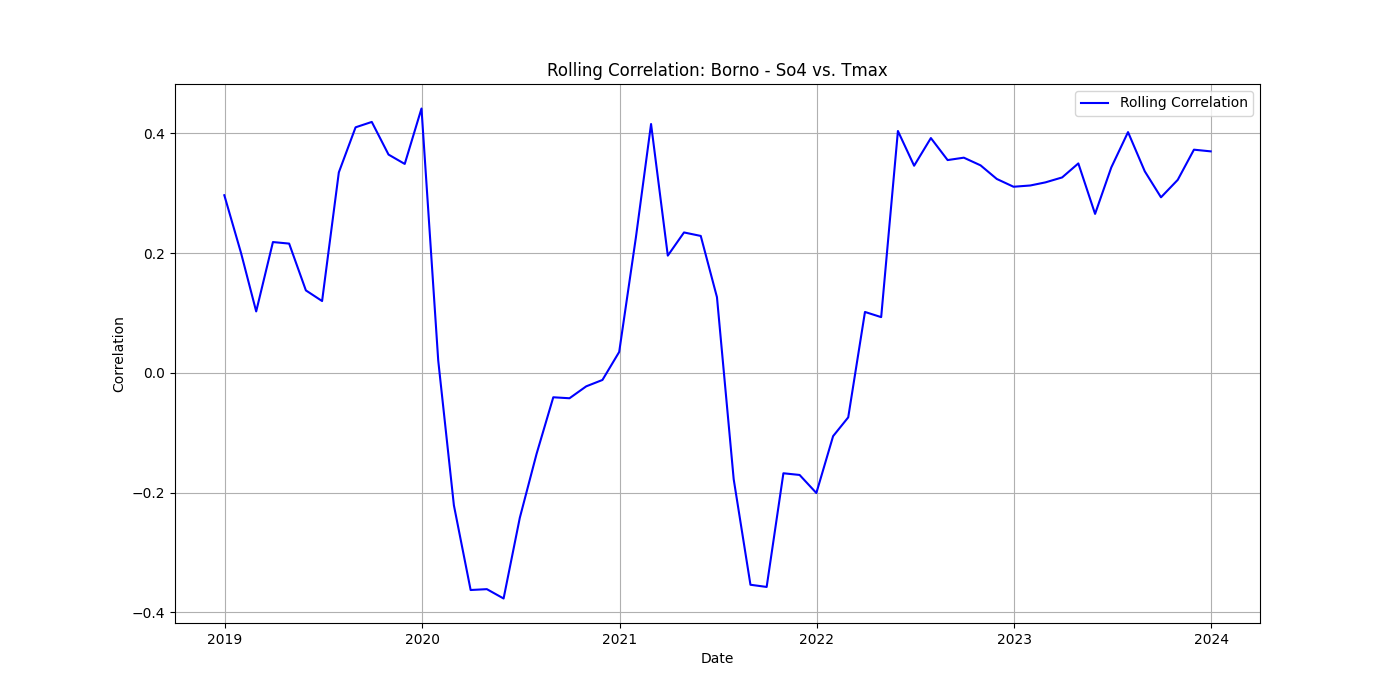 Rolling Correlation: Borno - So4 vs. Tmax
Rolling Correlation
0.4
0.2
0.0
−0.2
−0.4
Correlation
2019 2020 2021 2022 2023 2024
Date